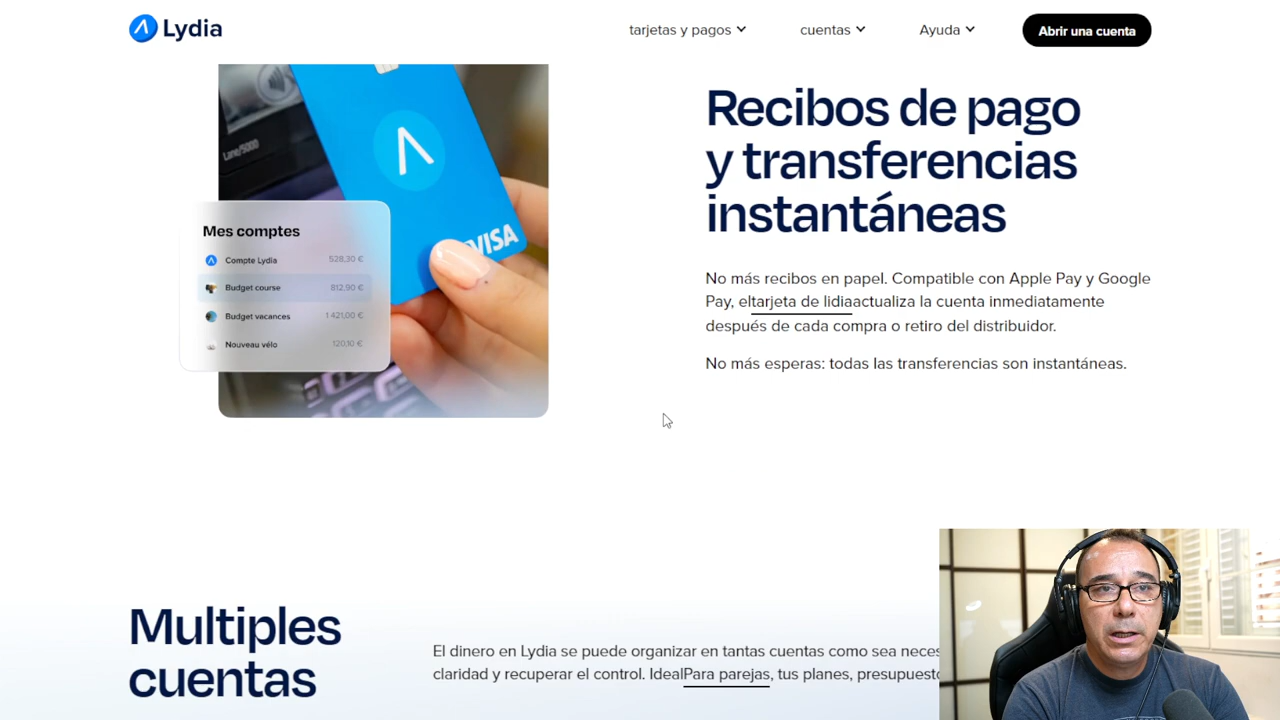 Lydia
tarjetas y pagos
cuentas
Ayuda
Abrir una cuenta
Lane/5000
VISA
Mes comptes
Compte Lydia 528,30 €
Budget course 812,90 €
Budget vacances 1 421,00 €
Nouveau vélo 120,10 €
Recibos de pago
y transferencias
instantáneas
No más recibos en papel. Compatible con Apple Pay y Google
Pay, eltarjeta de lidiaactualiza la cuenta inmediatamente
después de cada compra o retiro del distribuidor.
No más esperas: todas las transferencias son instantáneas.
Multiples
cuentas
El dinero en Lydia se puede organizar en tantas cuentas como sea neces
claridad y recuperar el control. IdealPara parejas, tus planes, presupuesto